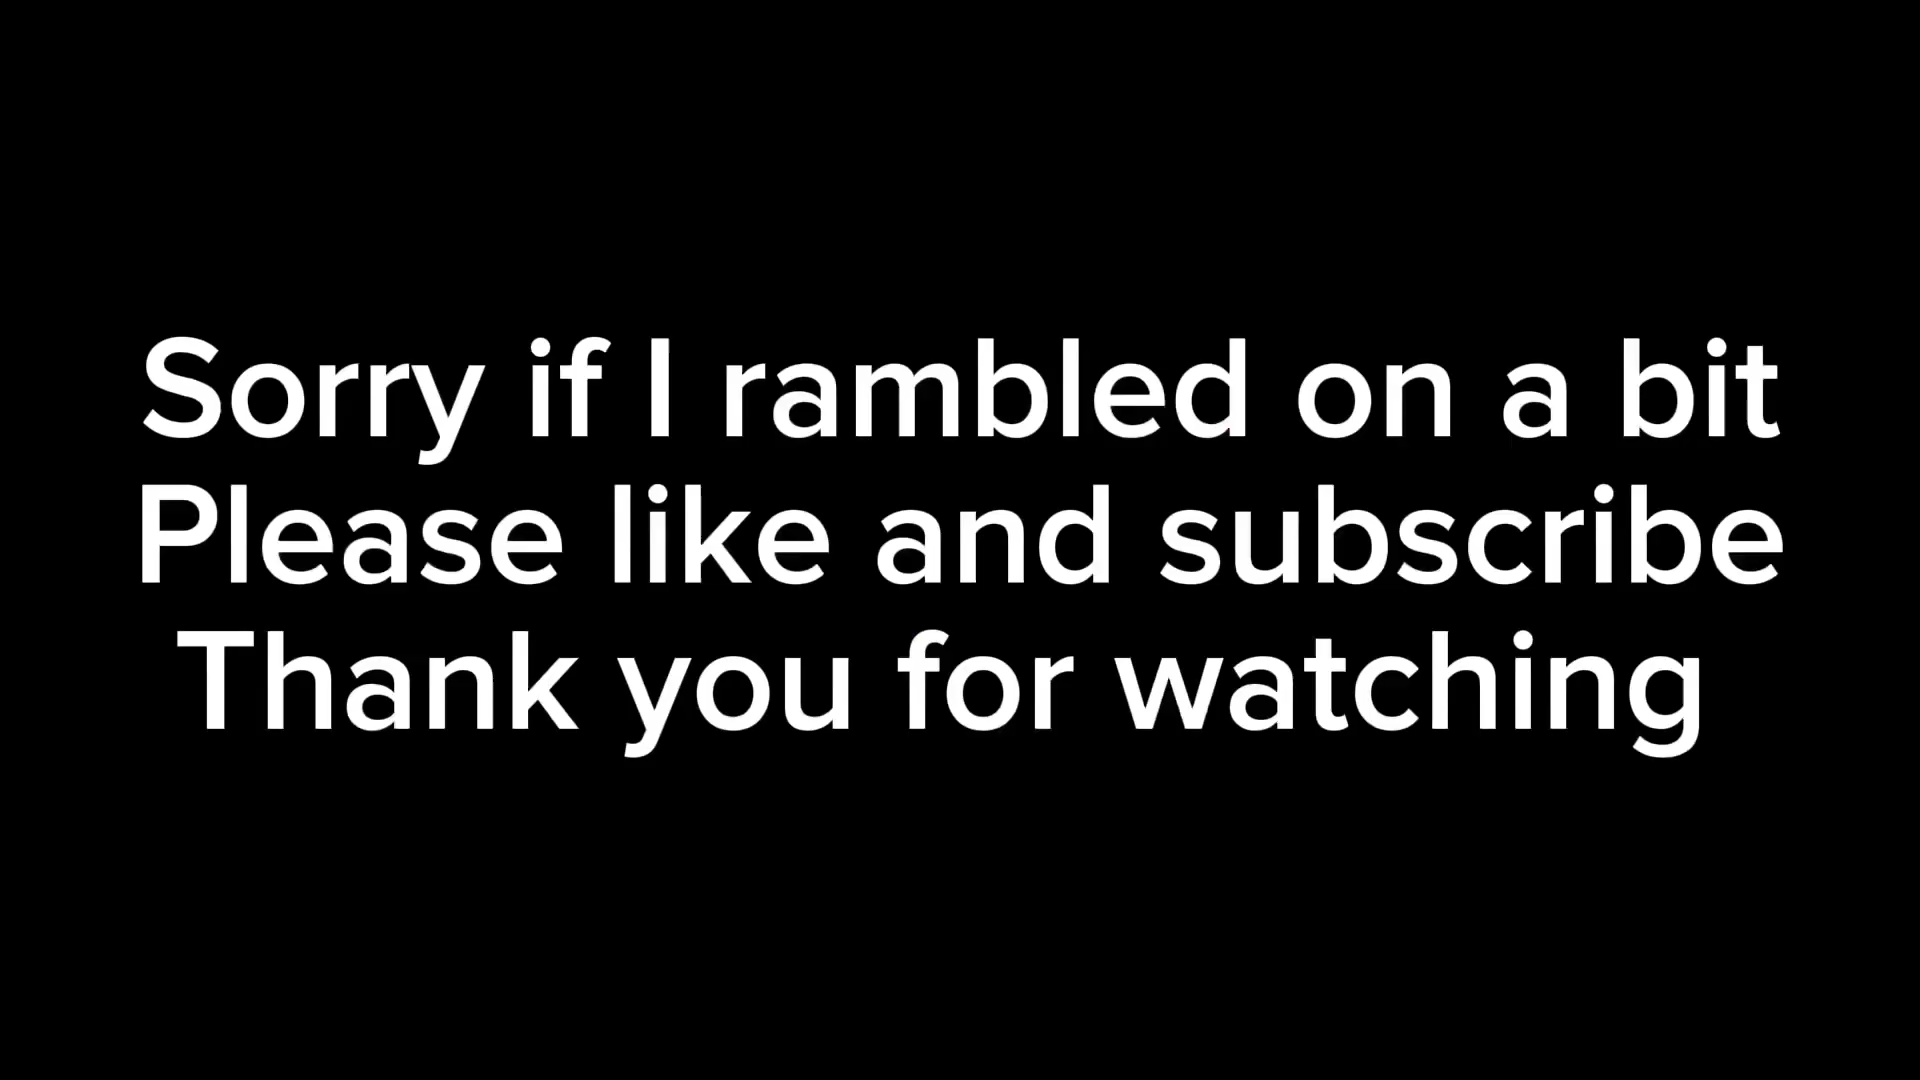 Sorry if I rambled on a bit
Please like and subscribe
Thank you for watching